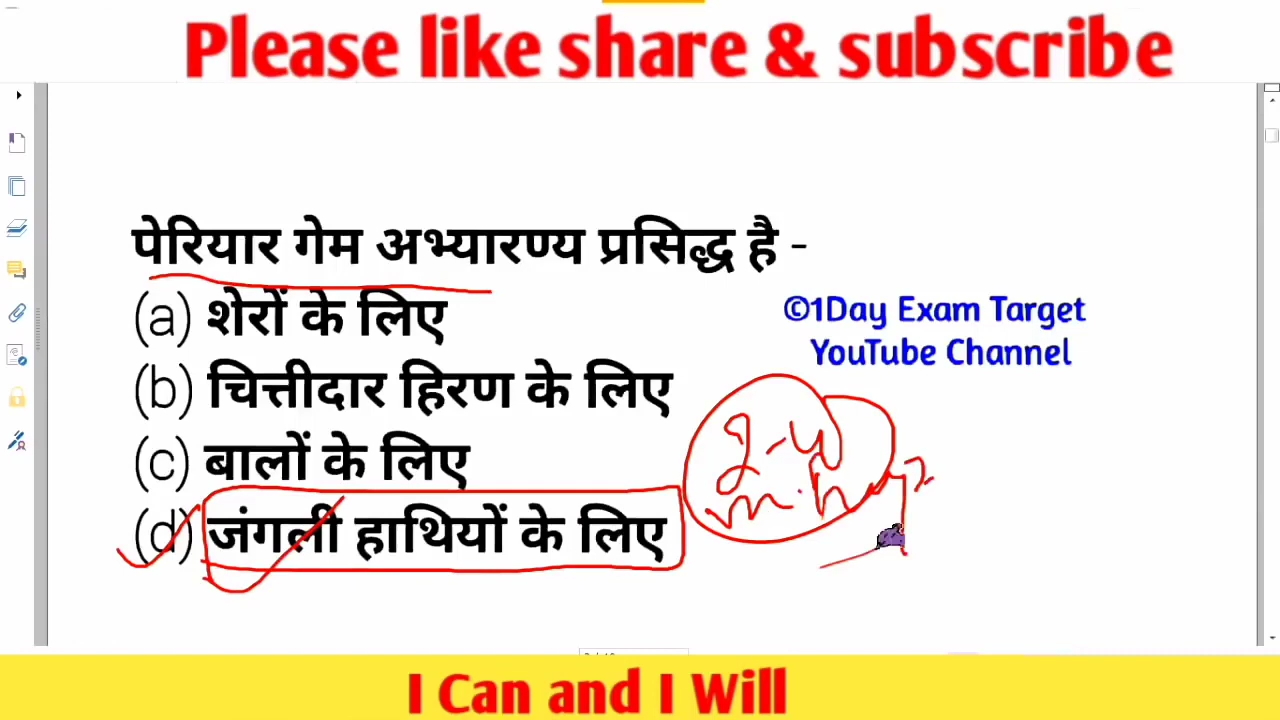 Please like share & subscribe
पेरियार गेम अभ्यारण्य प्रसिद्ध है -
(a) शेरों के लिए
©1Day Exam Target
YouTube Channel
(b) चित्तीदार हिरण के लिए
(c) बालों के लिए
(d) जंगली हाथियों के लिए
I Can and I Will